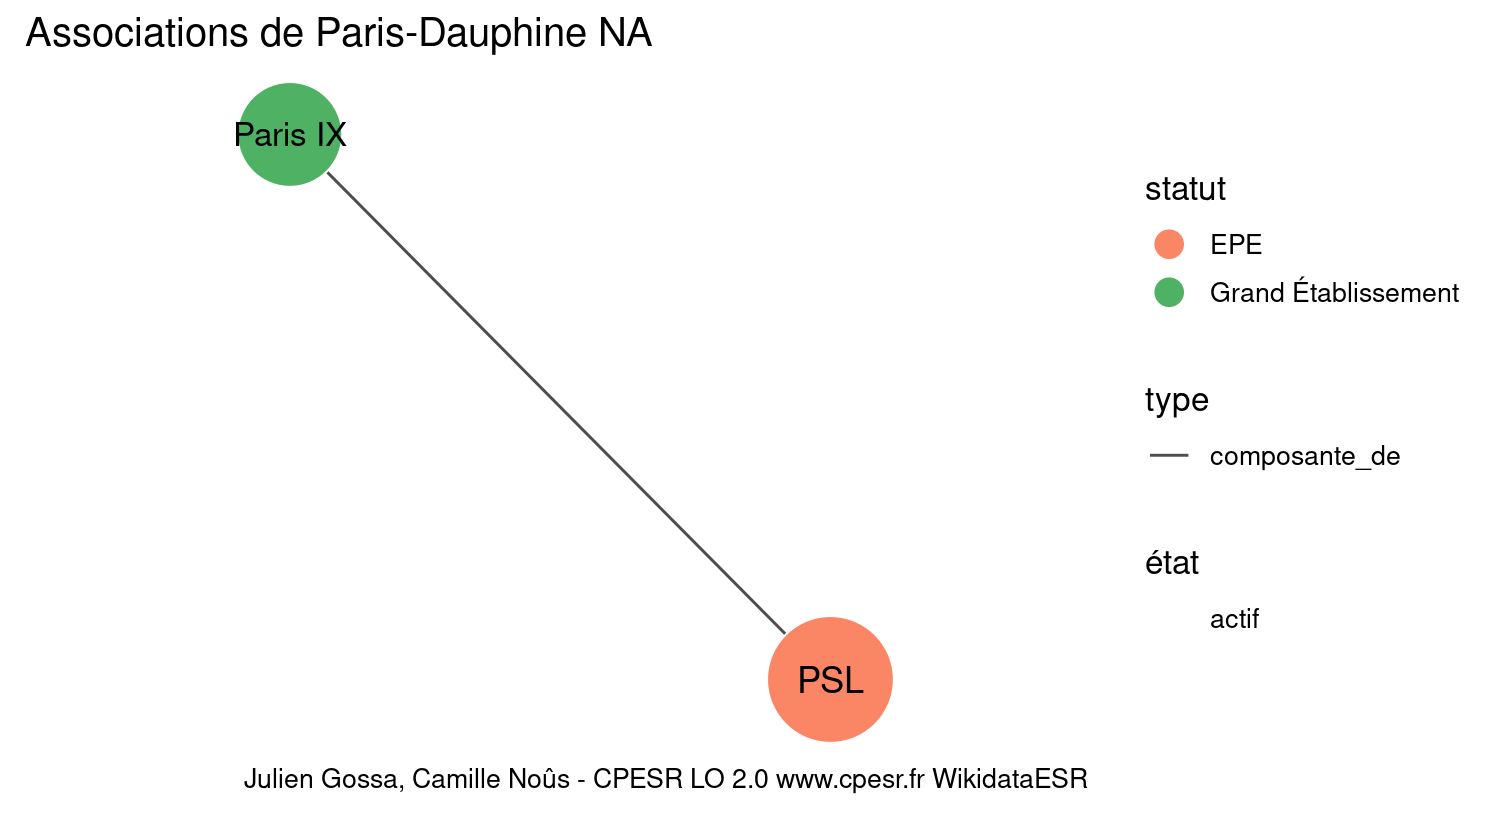 Associations de Paris-Dauphine NA
Paris IX
statut
EPE
Grand Établissement
type
composante_de
état
actif
PSL
Julien Gossa, Camille Noûs - CPESR LO 2.0 www.cpesr.fr WikidataESR